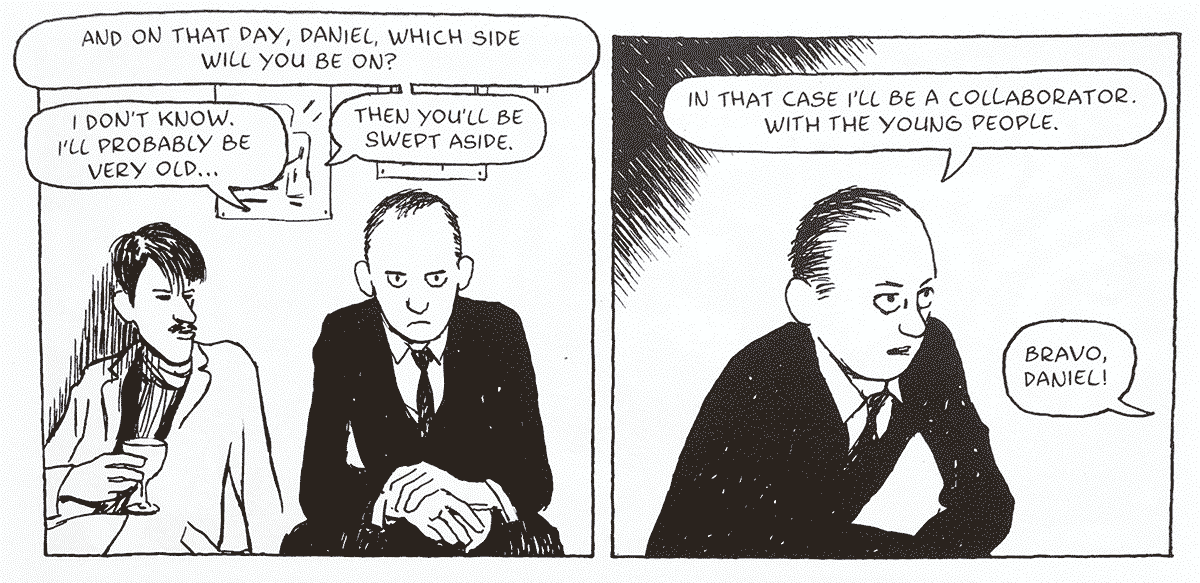 AND ON THAT DAY, DANIEL, WHICH SIDE
WILL YOU BE ON?
I DON'T KNOW.
I'LL PROBABLY BE
VERY OLD...
THEN YOU'LL BE
SWEPT ASIDE.
IN THAT CASE I'LL BE A COLLABORATOR.
WITH THE YOUNG PEOPLE.
BRAVO,
DANIEL!